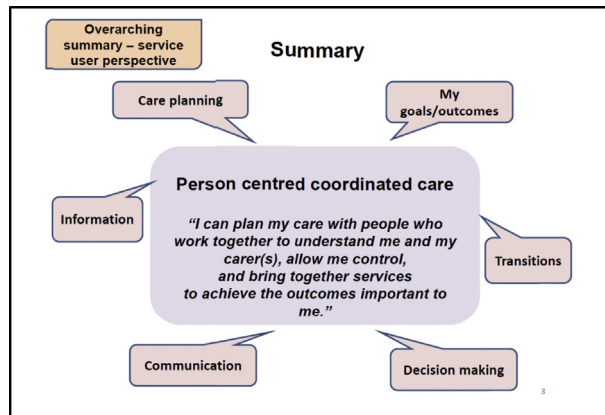 Overarching
summary – service
user perspective
Summary
Care planning
My
goals/outcomes
Person centred coordinated care
Information
“I can plan my care with people who
work together to understand me and my
carer(s), allow me control,
and bring together services
to achieve the outcomes important to
me.”
Transitions
Communication
Decision making
3